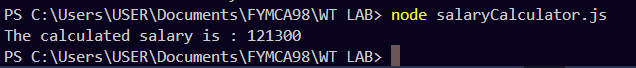 PS C:\Users\USER\Documents\FYMCA98\WT LAB> node salaryCalculator.js
The calculated salary is : 121300
PS C:\Users\USER\Documents\FYMCA98\WT LAB>